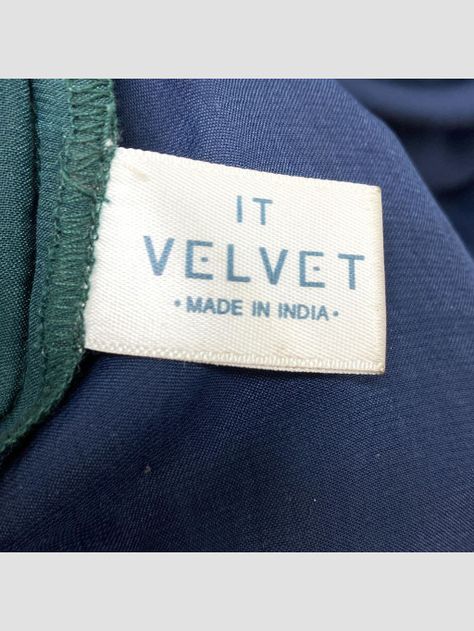 IT
VELVET
• MADE IN INDIA •